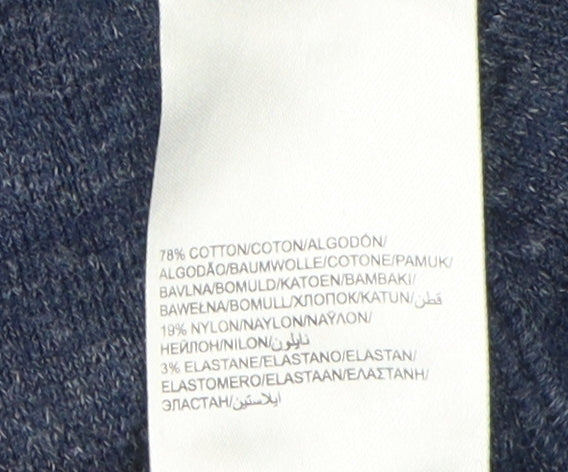 78% COTTON/COTON/ALGODÓN/
ALGODÃO/BAUMWOLLE/COTONE/PAMUK/
BAVLNA/BOMULD/KATOEN/BAMBAKI/
BAWEŁNA/BOMULL/ХЛОПОК/KATUN/قطن
19% NYLON/NAYLON/ΝΑΫΛΟΝ/
НЕЙЛОН/NILON/نايلون
3% ELASTANE/ELASTANO/ELASTAN/
ELASTOMERO/ELASTAAN/ΕΛΑΣΤΑΝΗ/
ЭЛАСТАН/ايلاستين